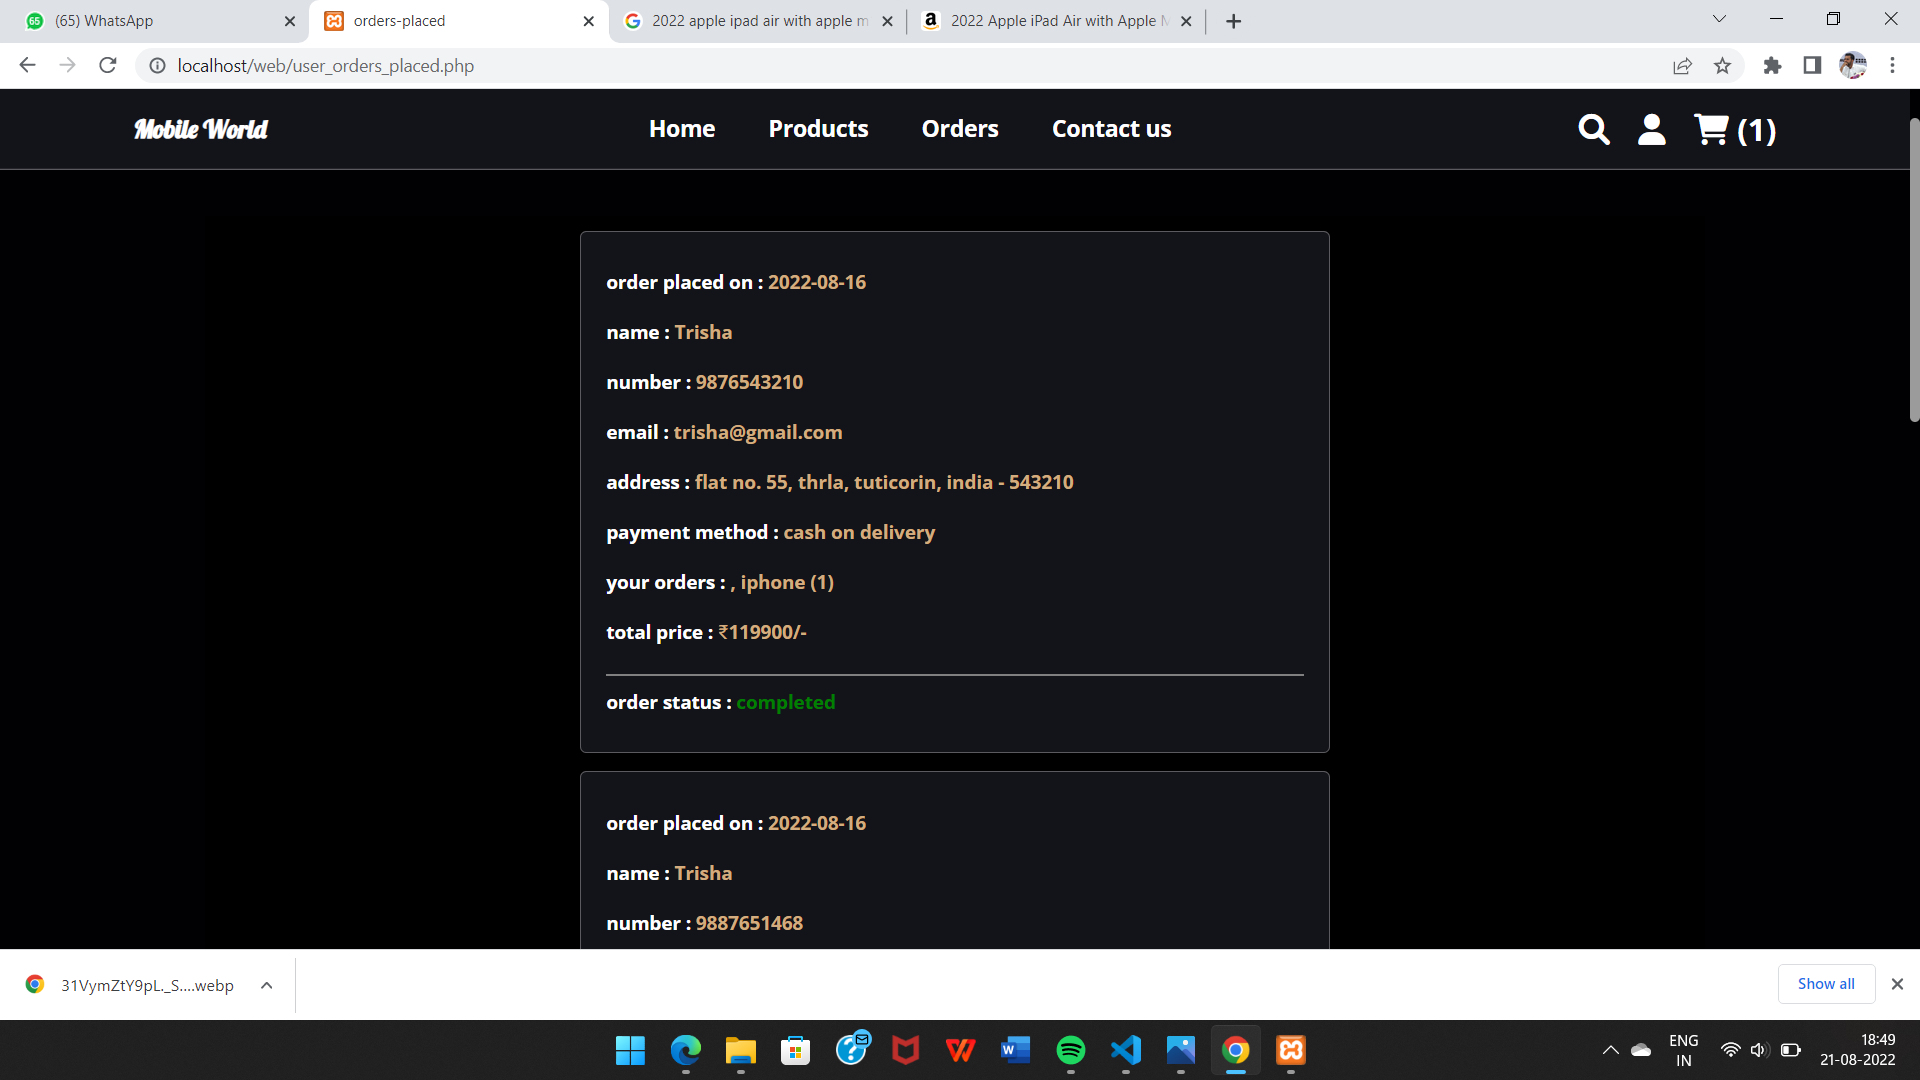 65 (65) WhatsApp
orders-placed
2022 apple ipad air with apple m
2022 Apple iPad Air with Apple M
localhost/web/user_orders_placed.php
Mobile World
Home Products Orders Contact us
(1)
order placed on : 2022-08-16
name : Trisha
number : 9876543210
email : trisha@gmail.com
address : flat no. 55, thrla, tuticorin, india - 543210
payment method : cash on delivery
your orders : , iphone (1)
total price : ₹119900/-
order status : completed
order placed on : 2022-08-16
name : Trisha
number : 9887651468
31VymZtY9pL._S....webp
Show all
ENG
IN
18:49
21-08-2022